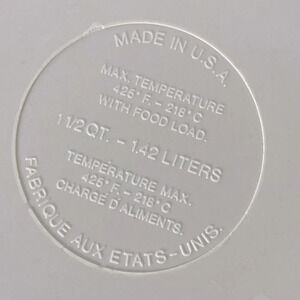 MADE IN U.S.A.
MAX. TEMPERATURE
425° F. - 218° C
WITH FOOD LOAD.
1 1/2 QT. - 1.42 LITERS
TEMPÉRATURE MAX.
425° F. - 218° C
CHARGÉ D'ALIMENTS.
FABRIQUE AUX ETATS-UNIS.